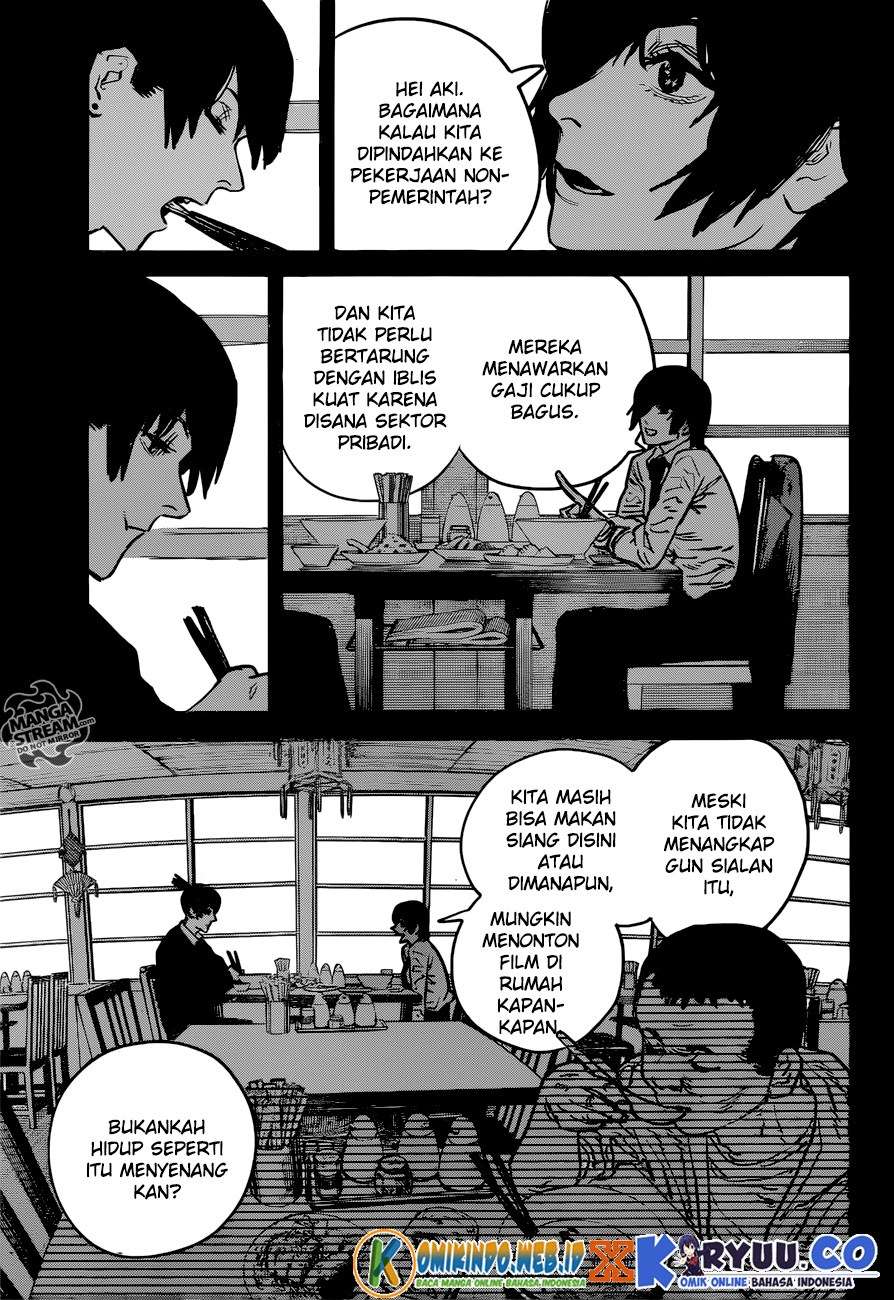 HEI AKI.
BAGAIMANA
KALAU KITA
DIPINDAHKAN KE
PEKERJAAN NON-
PEMERINTAH?
MEREKA
MENAWARKAN
GAJI CUKUP
BAGUS.
DAN KITA
TIDAK PERLU
BERTARUNG
DENGAN IBLIS
KUAT KARENA
DISANA SEKTOR
PRIBADI.
MANGA
STREAM.com
DO NOT MIRROR
MESKI
KITA TIDAK
MENANGKAP
GUN SIALAN
ITU,
KITA MASIH
BISA MAKAN
SIANG DISINI
ATAU
DIMANAPUN,
MUNGKIN
MENONTON
FILM DI
RUMAH
KAPAN-
KAPAN.
BUKANKAH
HIDUP SEPERTI
ITU MENYENANG
KAN?
KOMIKINDO.WEB.ID
BACA MANGA ONLINE BAHASA INDONESIA
X KORYUU.CO
OMIK ONLINE BAHASA INDONESIA